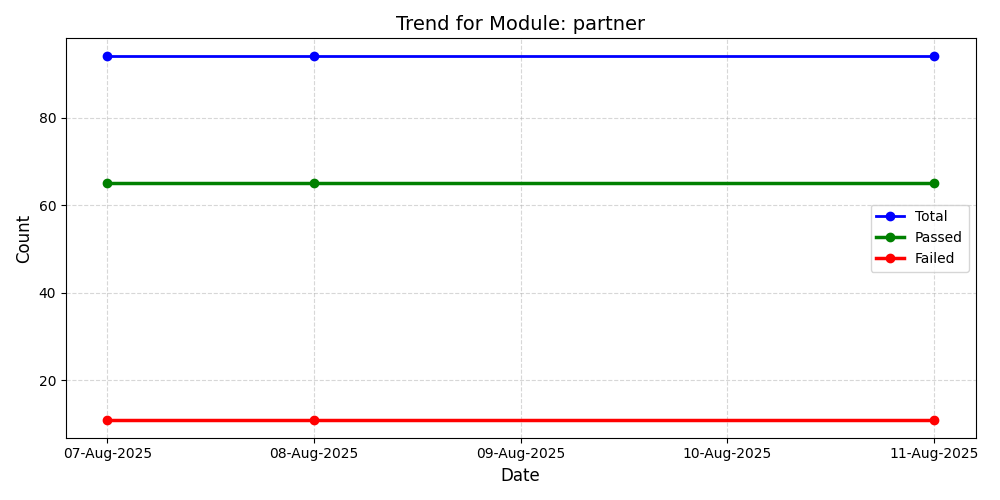 Trend for Module: partner
Count
80
60
40
20
Total
Passed
Failed
07-Aug-2025
08-Aug-2025
09-Aug-2025
10-Aug-2025
11-Aug-2025
Date